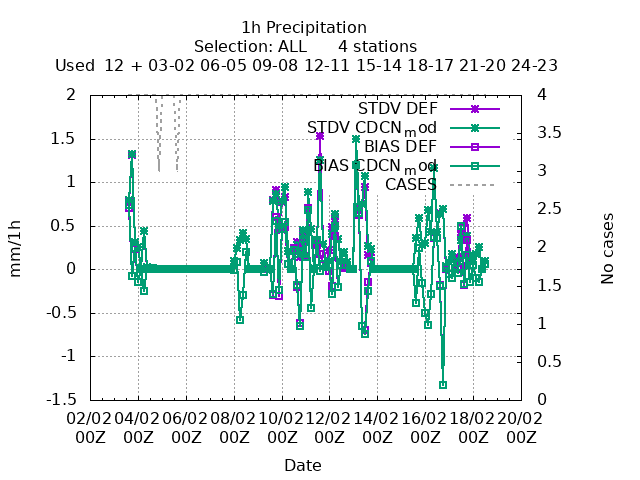 1h Precipitation
Selection: ALL 4 stations
Used 12 + 03-02 06-05 09-08 12-11 15-14 18-17 21-20 24-23
STDV DEF
STDV CDCN_mod
BIAS DEF
BIAS CDCN_mod
CASES
2
1.5
1
0.5
0
-0.5
-1
-1.5
mm/1h
4
3.5
3
2.5
2
1.5
1
0.5
0
No cases
02/02 04/02 06/02 08/02 10/02 12/02 14/02 16/02 18/02 20/02
00Z 00Z 00Z 00Z 00Z 00Z 00Z 00Z 00Z 00Z
Date